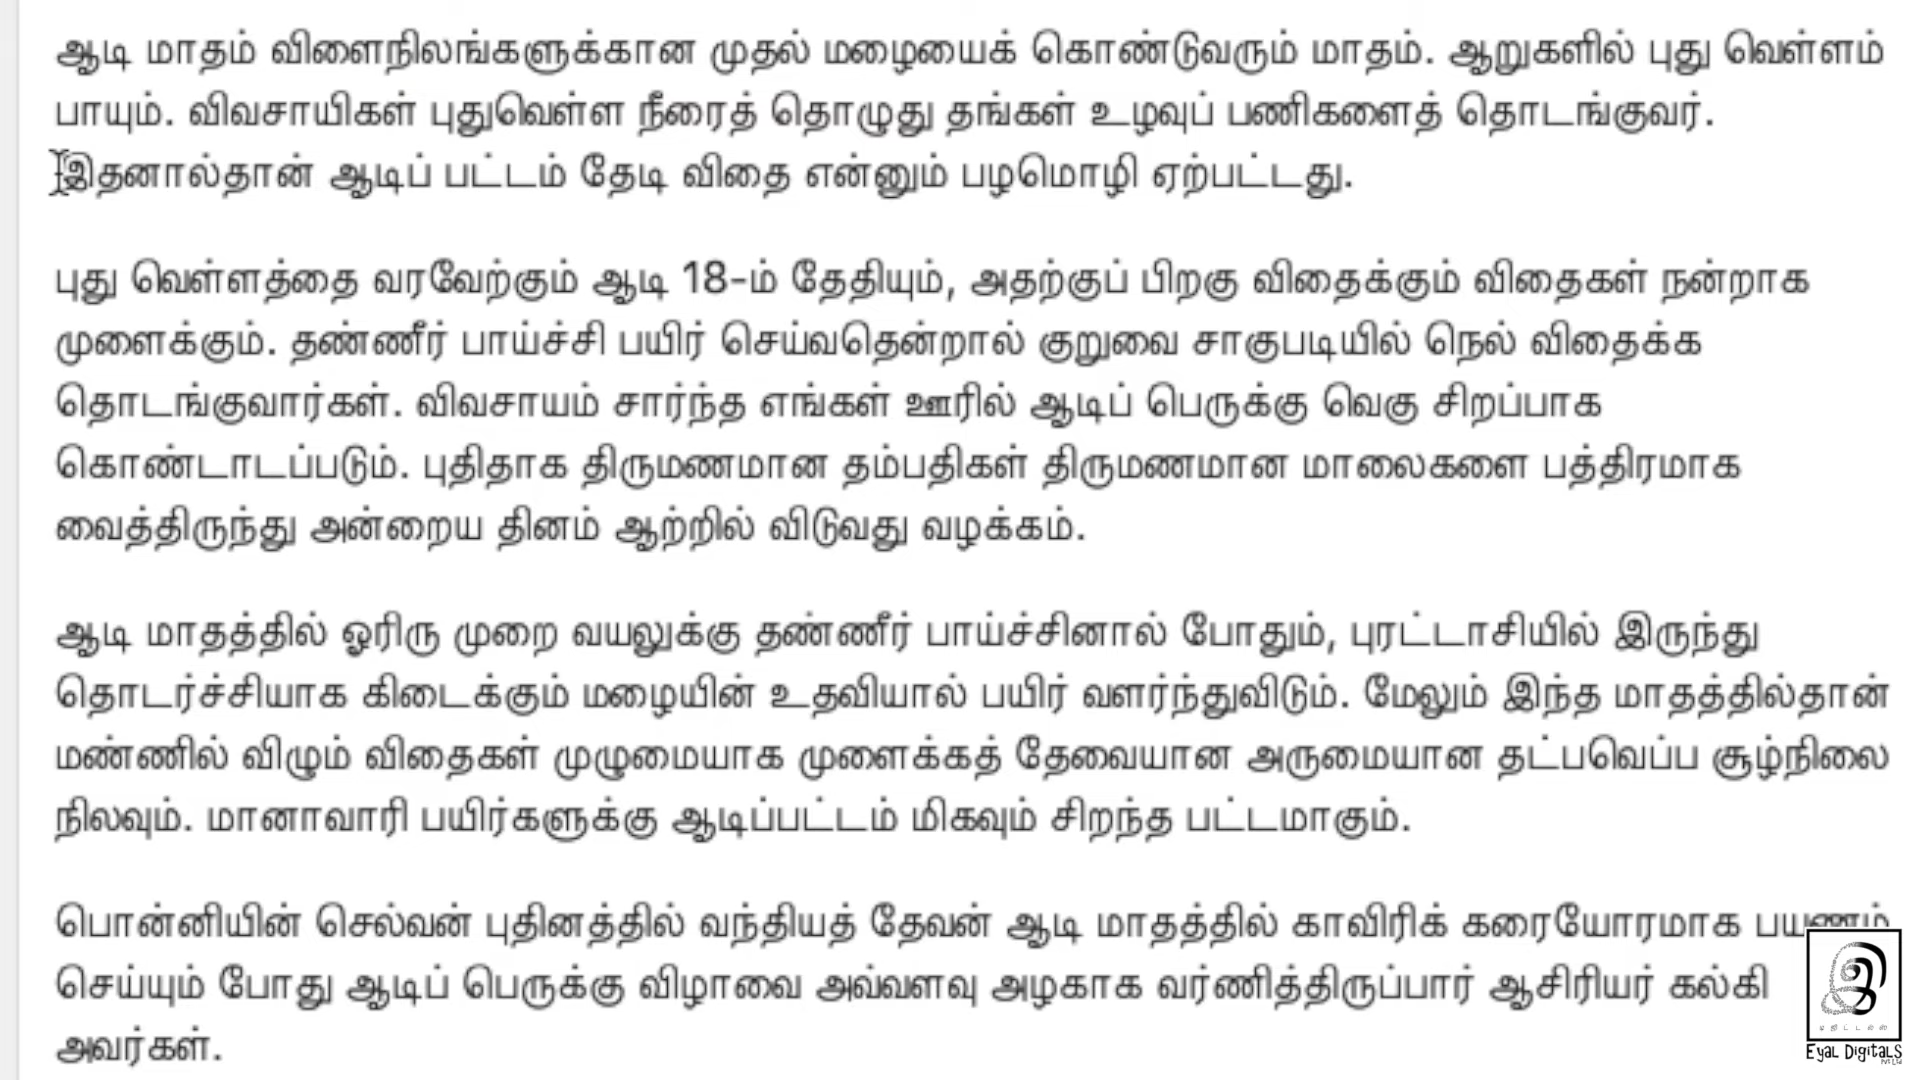 ஆடி மாதம் விளைநிலங்களுக்கான முதல் மழையைக் கொண்டுவரும் மாதம். ஆறுகளில் புது வெள்ளம்
பாயும். விவசாயிகள் புதுவெள்ள நீரைத் தொழுது தங்கள் உழவுப் பணிகளைத் தொடங்குவர்.
இதனால்தான் ஆடிப் பட்டம் தேடி விதை என்னும் பழமொழி ஏற்பட்டது.
புது வெள்ளத்தை வரவேற்கும் ஆடி 18-ம் தேதியும், அதற்குப் பிறகு விதைக்கும் விதைகள் நன்றாக
முளைக்கும். தண்ணீர் பாய்ச்சி பயிர் செய்வதென்றால் குறுவை சாகுபடியில் நெல் விதைக்க
தொடங்குவார்கள். விவசாயம் சார்ந்த எங்கள் ஊரில் ஆடிப் பெருக்கு வெகு சிறப்பாக
கொண்டாடப்படும். புதிதாக திருமணமான தம்பதிகள் திருமணமான மாலைகளை பத்திரமாக
வைத்திருந்து அன்றைய தினம் ஆற்றில் விடுவது வழக்கம்.
ஆடி மாதத்தில் ஓரிரு முறை வயலுக்கு தண்ணீர் பாய்ச்சினால் போதும், புரட்டாசியில் இருந்து
தொடர்ச்சியாக கிடைக்கும் மழையின் உதவியால் பயிர் வளர்ந்துவிடும். மேலும் இந்த மாதத்தில்தான்
மண்ணில் விழும் விதைகள் முழுமையாக முளைக்கத் தேவையான அருமையான தட்பவெப்ப சூழ்நிலை
நிலவும். மானாவாரி பயிர்களுக்கு ஆடிப்பட்டம் மிகவும் சிறந்த பட்டமாகும்.
பொன்னியின் செல்வன் புதினத்தில் வந்தியத் தேவன் ஆடி மாதத்தில் காவிரிக் கரையோரமாக பயணம்
செய்யும் போது ஆடிப் பெருக்கு விழாவை அவ்வளவு அழகாக வர்ணித்திருப்பார் ஆசிரியர் கல்கி
அவர்கள்.
Eyal Digitals